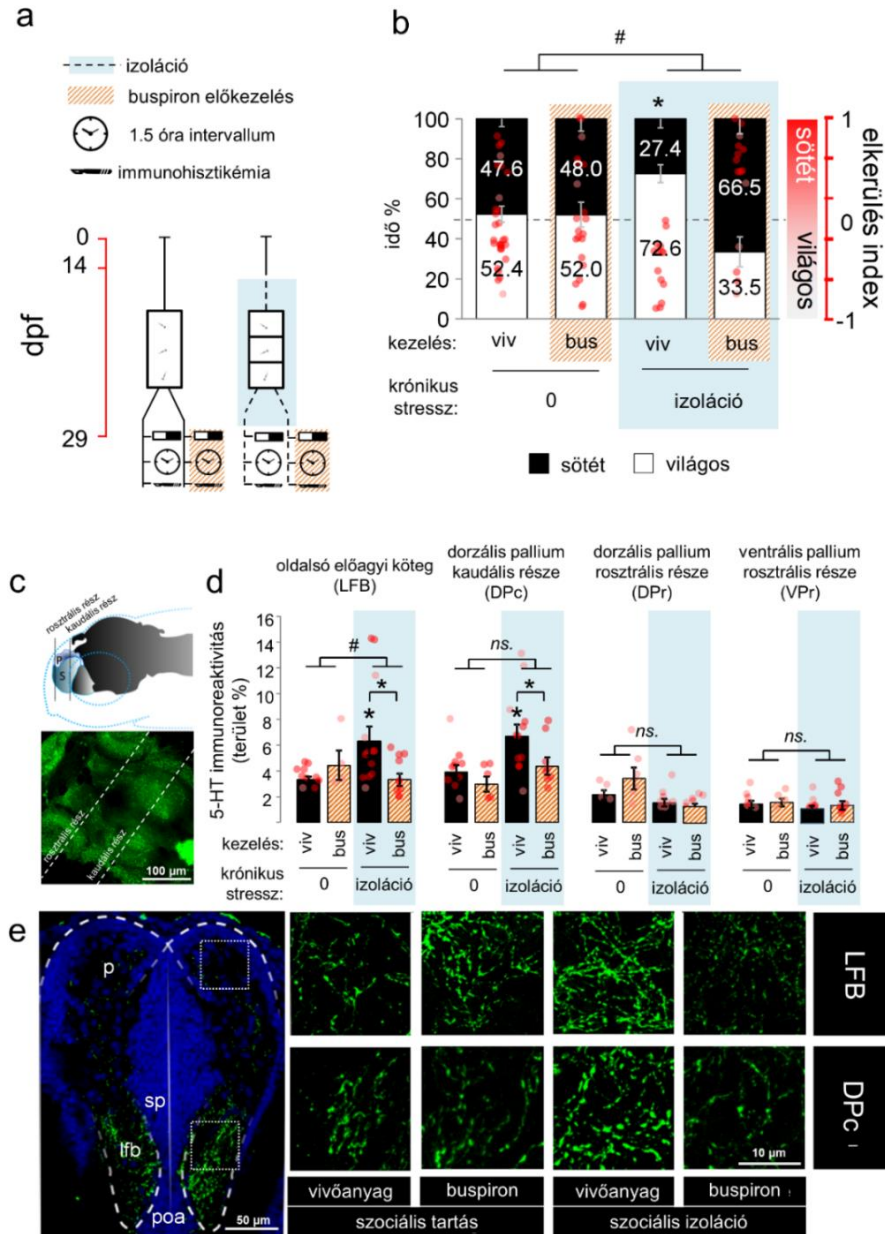 a
izoláció
buspiron előkezelés
1.5 óra intervallum
immunohisztikémia
0
14
dpf
29
b
#
*
100
80
60
40
20
0
idő %
47.6
48.0
27.4
66.5
52.4
52.0
72.6
33.5
sötét
világos
1
0
-1
elkerülés index
kezelés:
viv
bus
viv
bus
krónikus
stressz:
0
izoláció
sötét
világos
c
rosztrális rész
kaudális rész
P
S
rosztrális rész
kaudális rész
100 µm
d
oldalsó előagyi köteg
(LFB)
dorzális pallium
kaudális része
(DPc)
dorzális pallium
rosztrális része
(DPr)
ventrális pallium
rosztrális része
(VPr)
5-HT immunoreaktivitás
(terület %)
16
14
12
10
8
6
4
2
#
*
*
ns.
*
*
ns.
ns.
kezelés:
viv
bus
viv
bus
viv
bus
viv
bus
viv
bus
viv
bus
viv
bus
viv
bus
krónikus
stressz:
0
izoláció
0
izoláció
0
izoláció
0
izoláció
e
p
sp
lfb
poa
50 µm
LFB
DPc
10 µm
vivőanyag
buspiron
vivőanyag
buspiron
szociális tartás
szociális izoláció